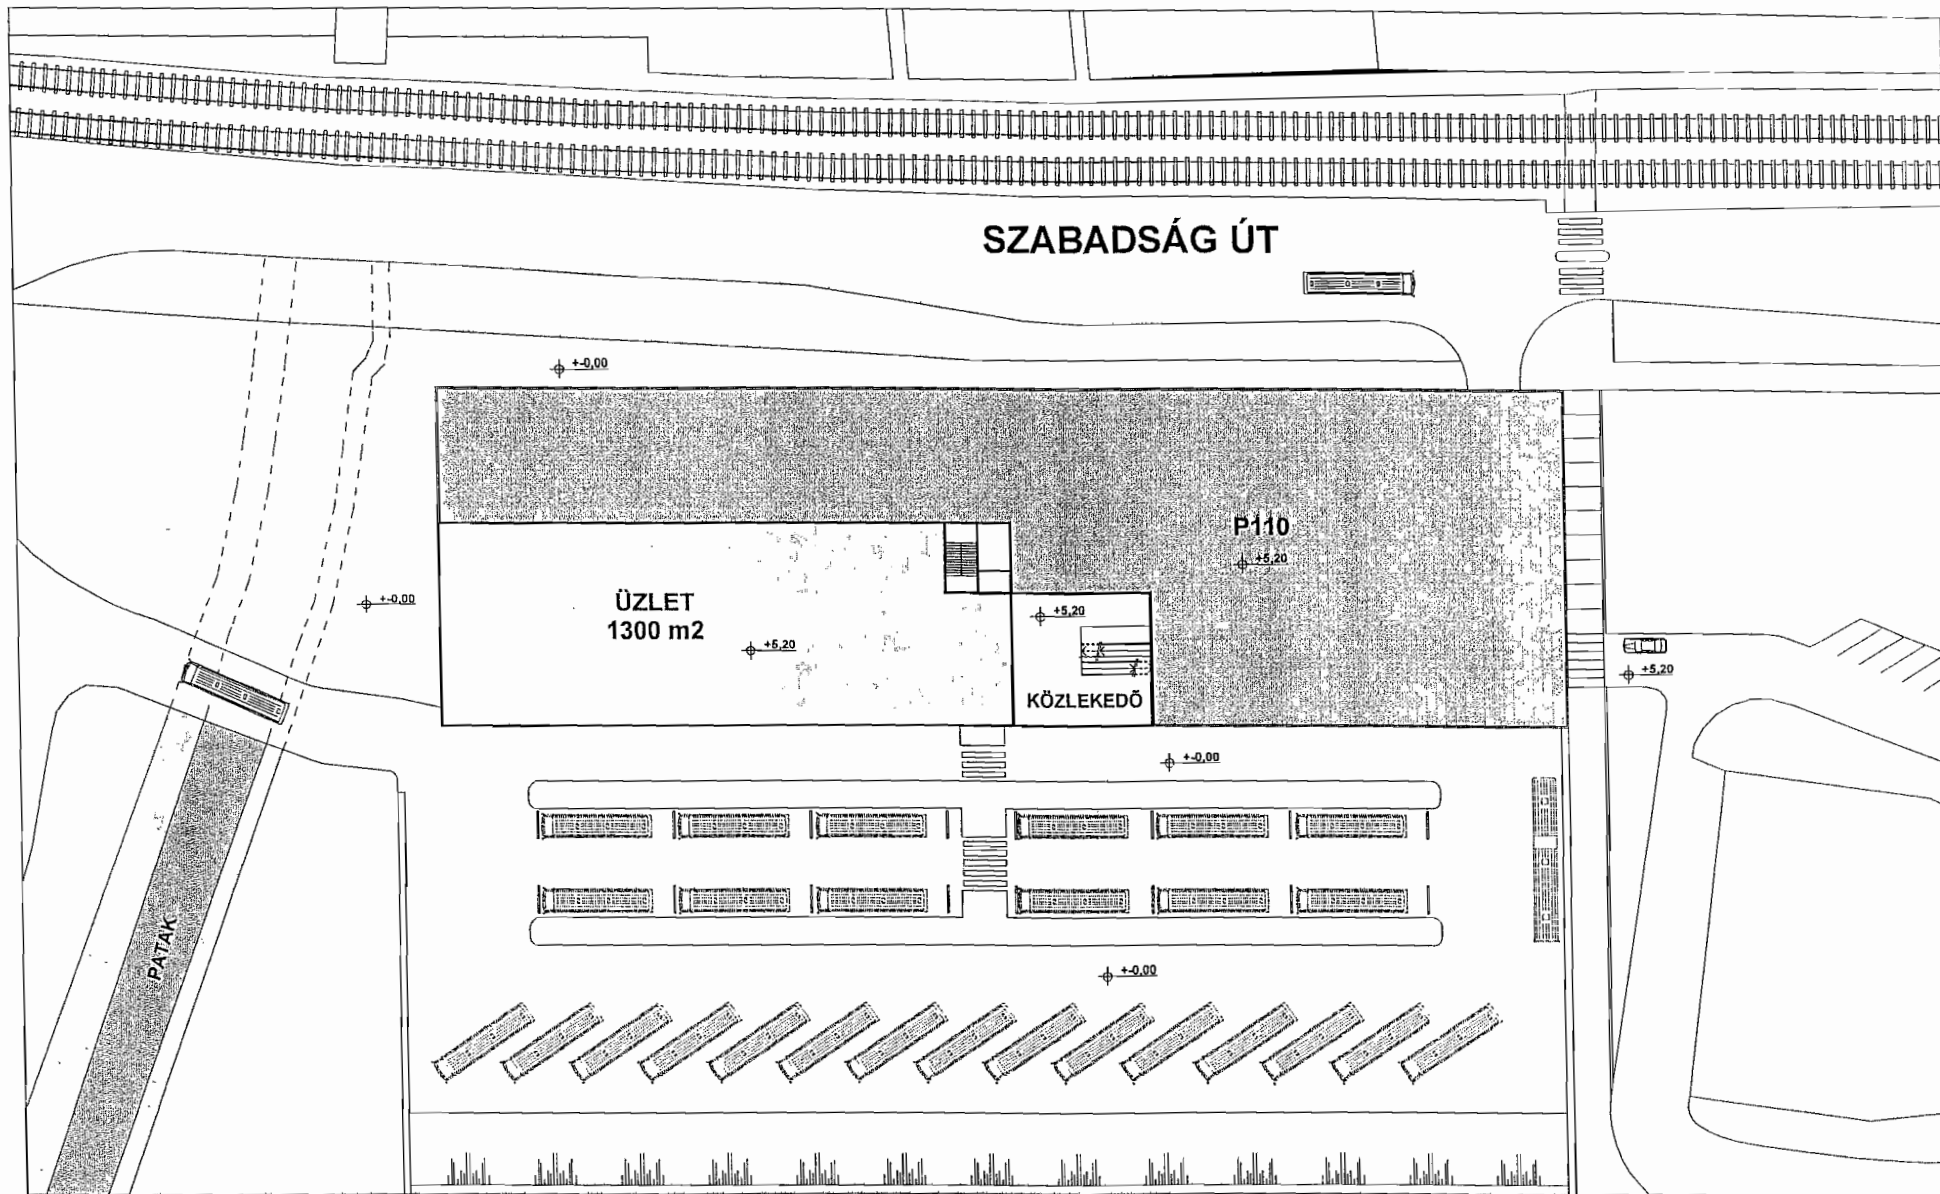 SZABADSÁG ÚT
+-0,00
P110
+5,20
+-0,00
ÜZLET
1300 m2
+5,20
+5,20
KÖZLEKEDŐ
+5,20
+-0,00
PATAK
+-0,00